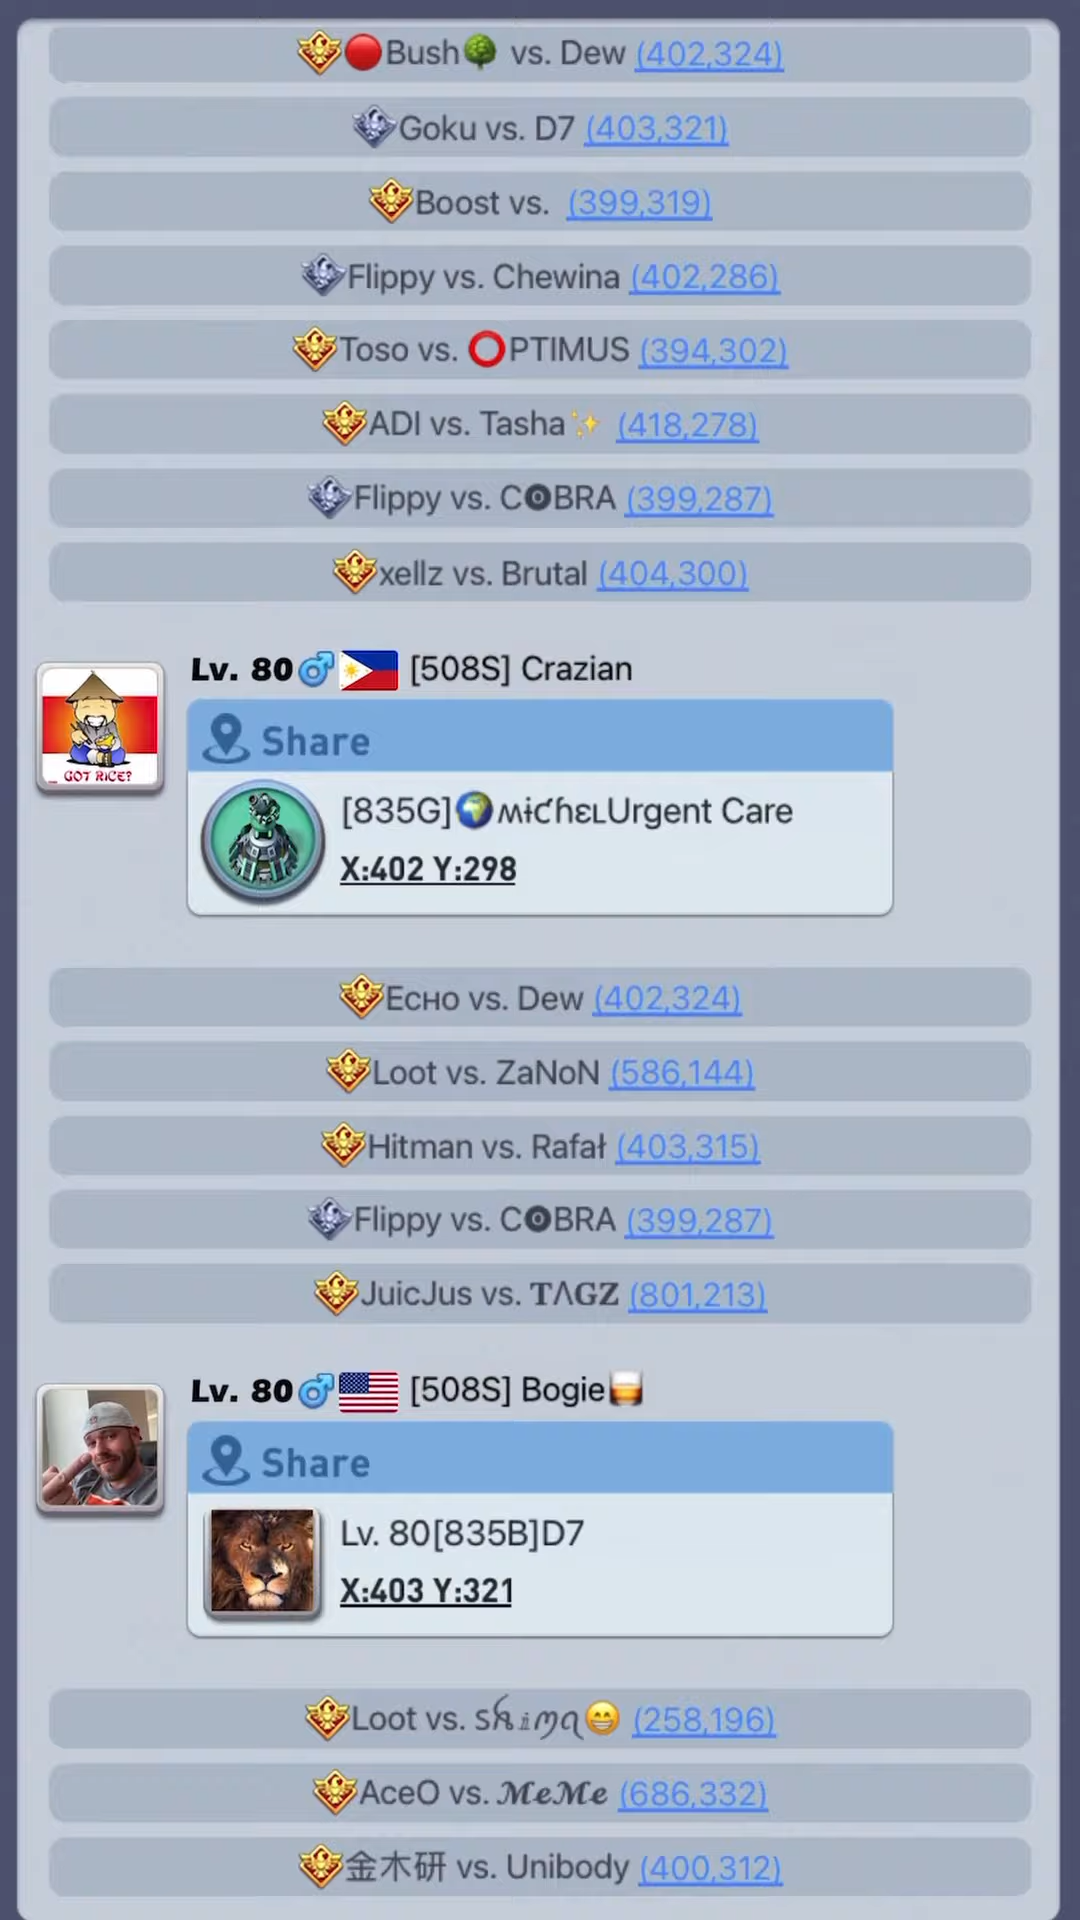 🔴Bush🌳 vs. Dew (402,324)
Goku vs. D7 (403,321)
Boost vs. (399,319)
Flippy vs. Chewina (402,286)
Toso vs. ⭕PTIMUS (394,302)
ADI vs. Tasha✨ (418,278)
Flippy vs. C🅞BRA (399,287)
xellz vs. Brutal (404,300)
Lv. 80♂🇵🇭 [508S] Crazian
GOT RICE?
Share
[835G]🌍ʍɨƈɦɛʟUrgent Care
X:402 Y:298
Eᴄʜᴏ vs. Dew (402,324)
Loot vs. ZaNoN (586,144)
Hitman vs. Rafał (403,315)
Flippy vs. C🅞BRA (399,287)
JuicJus vs. 𝐓Λ𝐆𝐙 (801,213)
Lv. 80♂🇺🇸 [508S] Bogie🥃
Share
Lv. 80[835B]D7
X:403 Y:321
Loot vs. (258,196)
AceO vs. 𝓜𝓮𝓜𝓮 (686,332)
金木研 vs. Unibody (400,312)